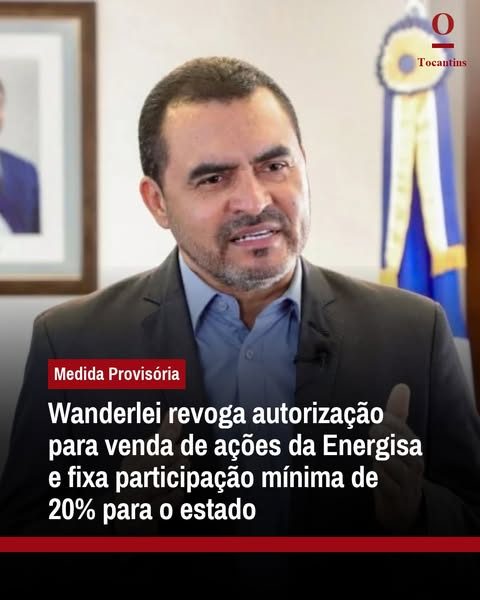 O
Tocantins
Medida Provisória
Wanderlei revoga autorização
para venda de ações da Energisa
e fixa participação mínima de
20% para o estado